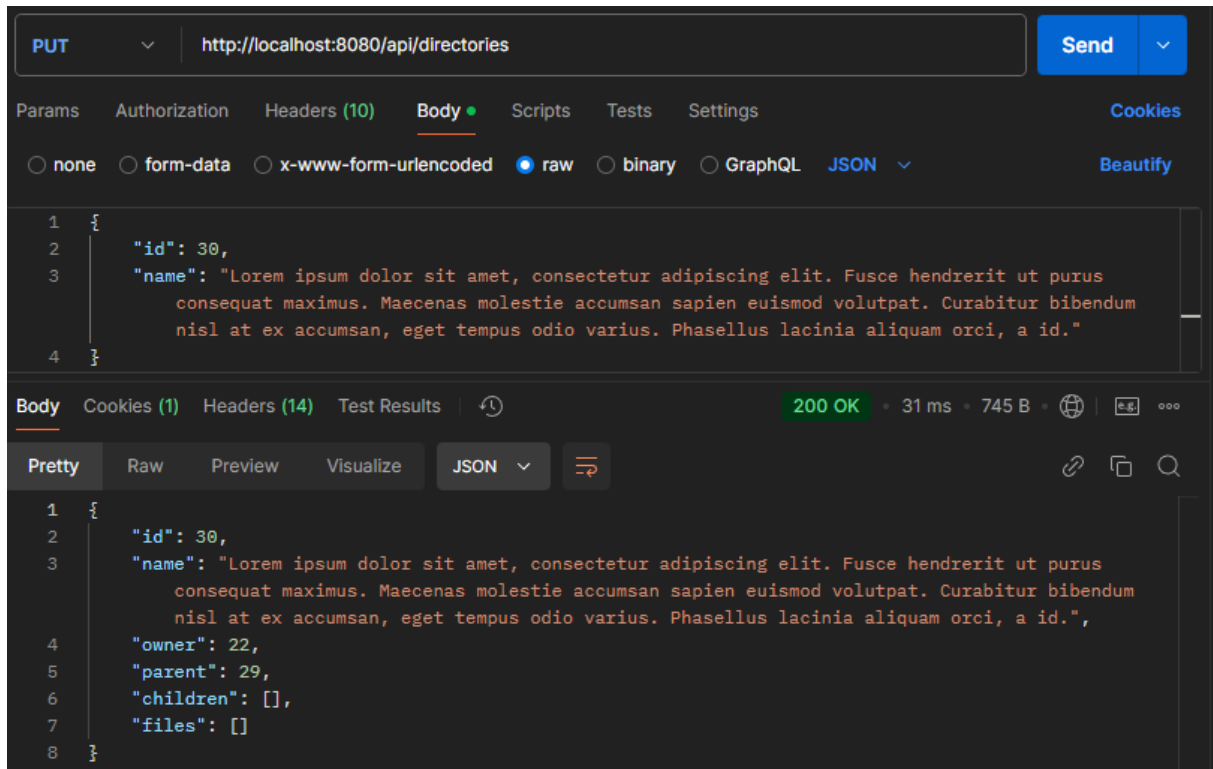 PUT http://localhost:8080/api/directories Send
Params Authorization Headers (10) Body Scripts Tests Settings Cookies
none form-data x-www-form-urlencoded raw binary GraphQL JSON Beautify
1 {
2 "id": 30,
3 "name": "Lorem ipsum dolor sit amet, consectetur adipiscing elit. Fusce hendrerit ut purus
consequat maximus. Maecenas molestie accumsan sapien euismod volutpat. Curabitur bibendum
nisl at ex accumsan, eget tempus odio varius. Phasellus lacinia aliquam orci, a id."
4 }
Body Cookies (1) Headers (14) Test Results 200 OK • 31 ms • 745 B • e.g.
Pretty Raw Preview Visualize JSON
1 {
2 "id": 30,
3 "name": "Lorem ipsum dolor sit amet, consectetur adipiscing elit. Fusce hendrerit ut purus
consequat maximus. Maecenas molestie accumsan sapien euismod volutpat. Curabitur bibendum
nisl at ex accumsan, eget tempus odio varius. Phasellus lacinia aliquam orci, a id.",
4 "owner": 22,
5 "parent": 29,
6 "children": [],
7 "files": []
8 }